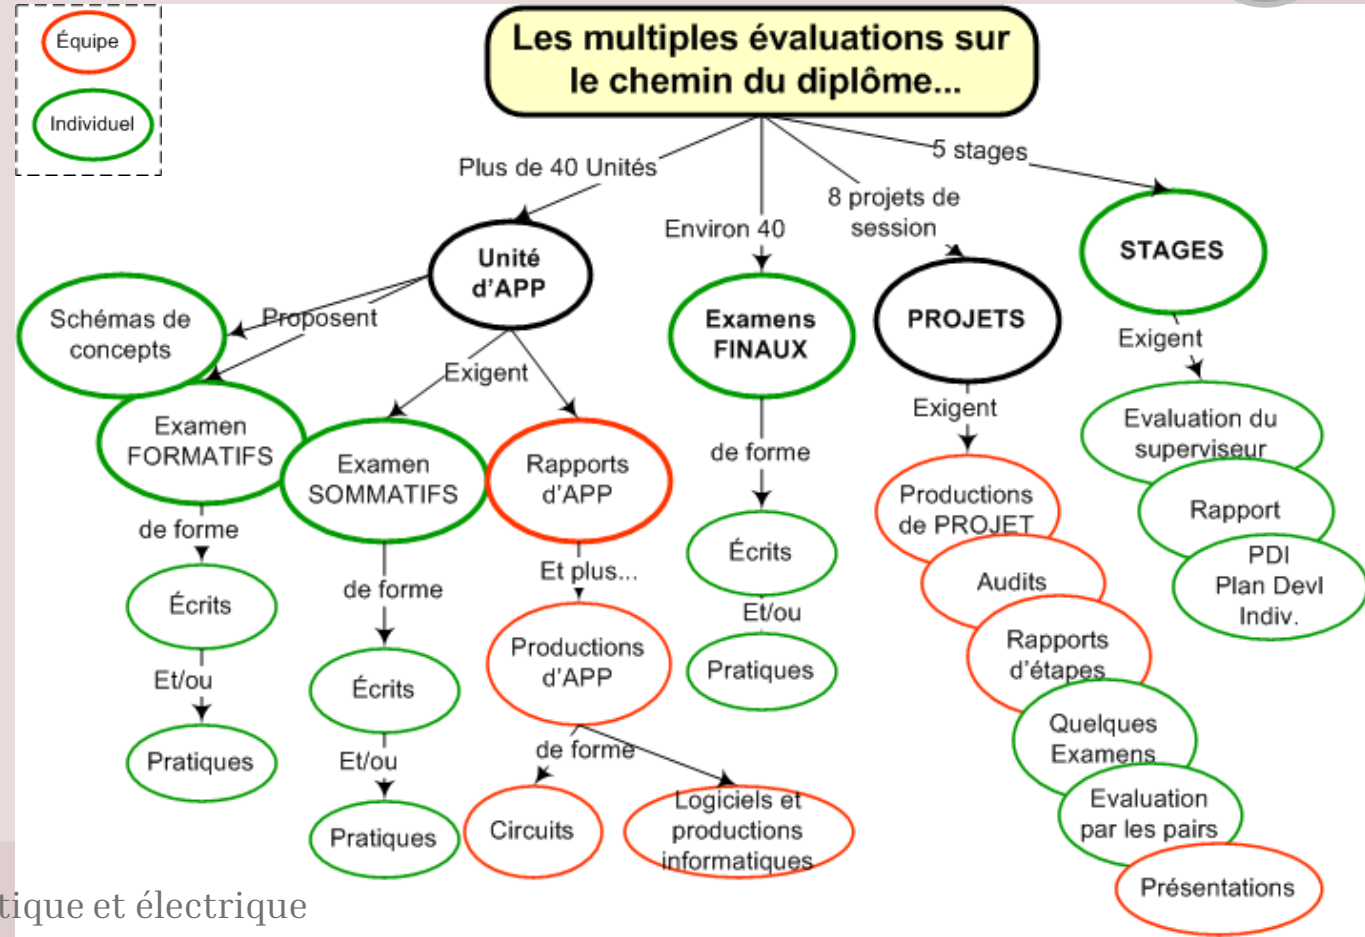 Équipe
Individuel
Les multiples évaluations sur
le chemin du diplôme...
Plus de 40 Unités
Environ 40
8 projets de
session
5 stages
Unité
d'APP
Examens
FINAUX
PROJETS
STAGES
Proposent
Schémas de
concepts
Examen
FORMATIFS
de forme
Écrits
Et/ou
Pratiques
Exigent
Examen
SOMMATIFS
de forme
Écrits
Et/ou
Pratiques
Rapports
d'APP
Et plus...
Productions
d'APP
de forme
Circuits
Logiciels et
productions
informatiques
de forme
Écrits
Et/ou
Pratiques
Exigent
Productions
de PROJET
Audits
Rapports
d'étapes
Quelques
Examens
Evaluation
par les pairs
Présentations
Exigent
Evaluation du
superviseur
Rapport
PDI
Plan Devl
Indiv.
tique et électrique